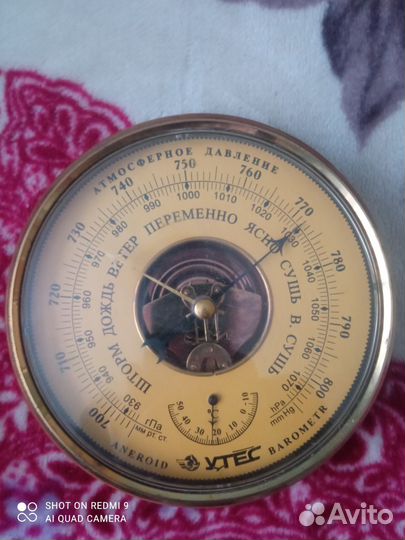 АТМОСФЕРНОЕ ДАВЛЕНИЕ
700 710 720 730 740 750 760 770 780 790 800
930 940 950 960 970 980 990 1000 1010 1020 1030 1040 1050 1060 1070
ШТОРМ ДОЖДЬ ВЕТЕР ПЕРЕМЕННО ЯСНО СУШЬ В. СУШЬ
гПа
мм рт. ст.
hPa
mmHg
50 40 30 20 10 0 10
ANEROID УТЕС BAROMETR
SHOT ON REDMI 9
AI QUAD CAMERA
Avito